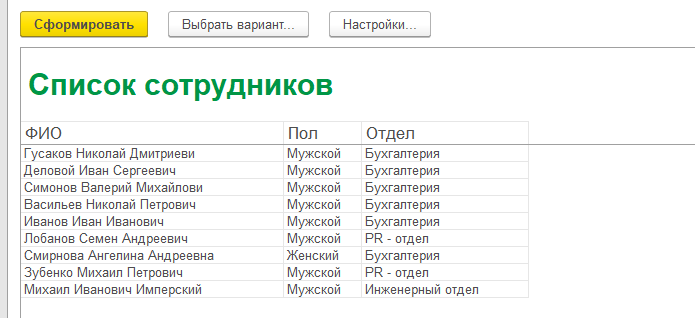 Сформировать Выбрать вариант... Настройки...
Список сотрудников
ФИО Пол Отдел
Гусаков Николай Дмитриеви Мужской Бухгалтерия
Деловой Иван Сергеевич Мужской Бухгалтерия
Симонов Валерий Михайлови Мужской Бухгалтерия
Васильев Николай Петрович Мужской Бухгалтерия
Иванов Иван Иванович Мужской Бухгалтерия
Лобанов Семен Андреевич Мужской PR - отдел
Смирнова Ангелина Андреевна Женский Бухгалтерия
Зубенко Михаил Петрович Мужской PR - отдел
Михаил Иванович Имперский Мужской Инженерный отдел